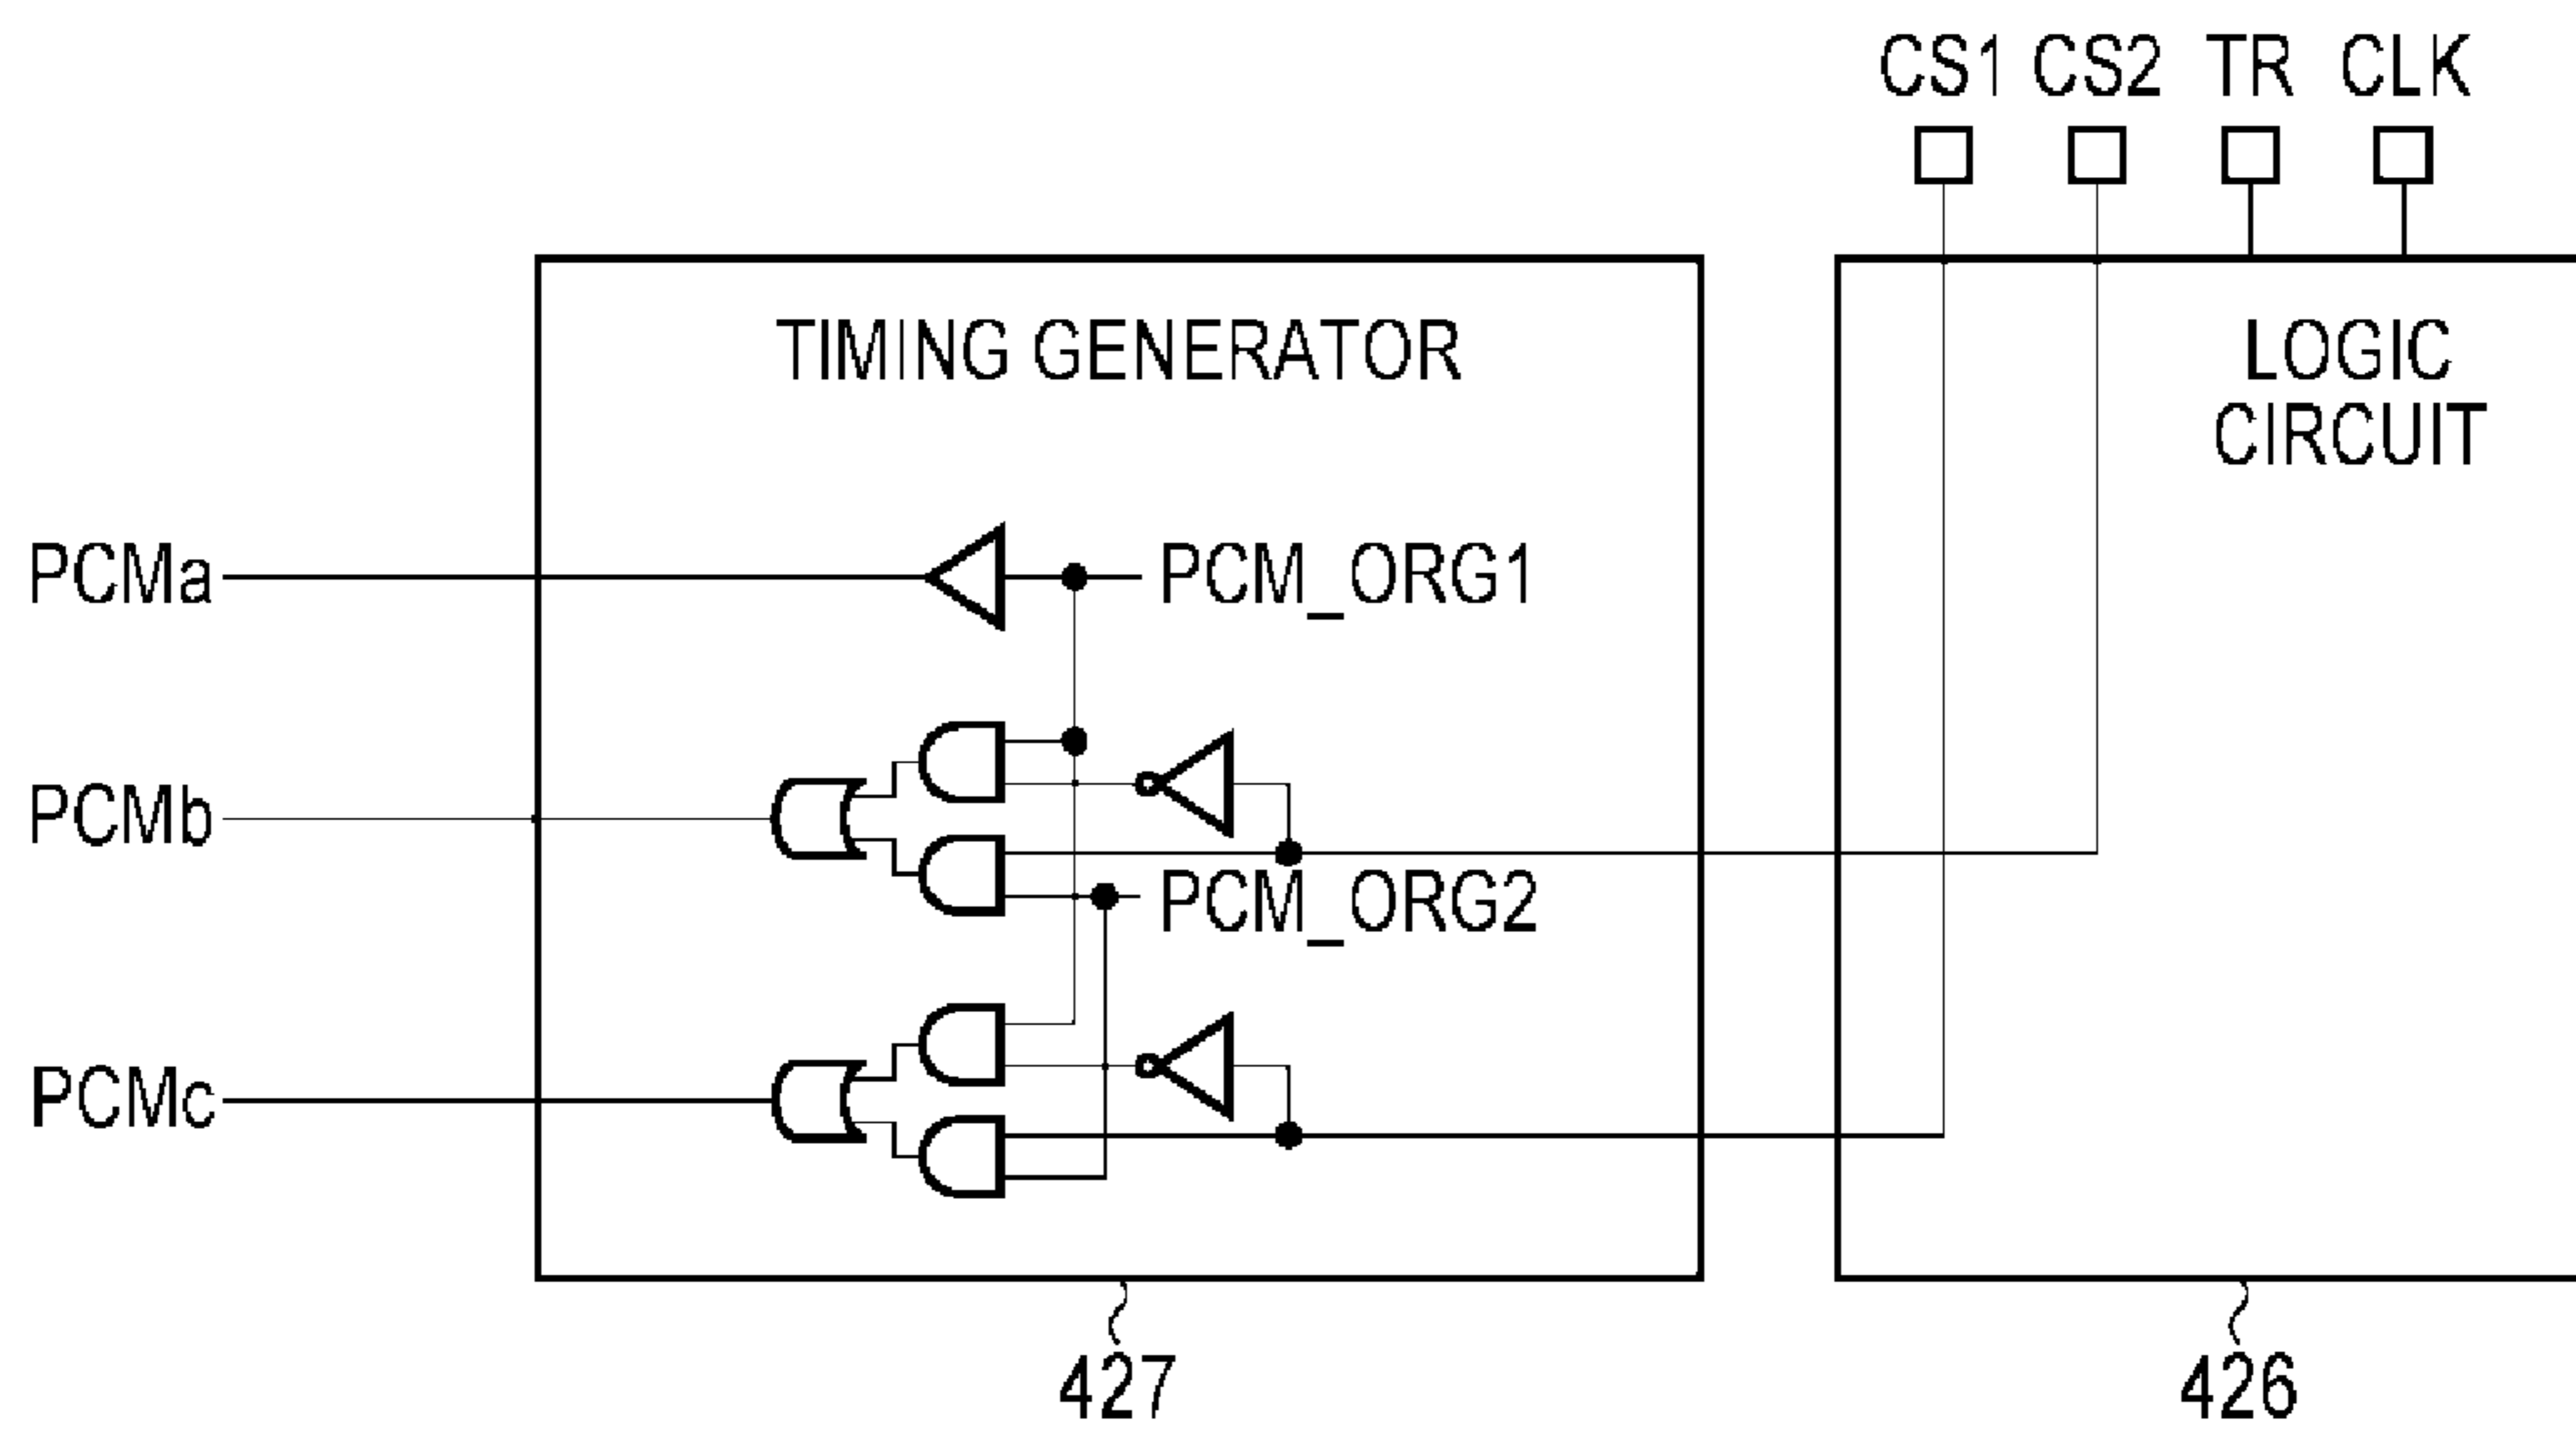 CS1 CS2 TR CLK
TIMING GENERATOR
LOGIC
CIRCUIT
PCMa
PCM_ORG1
PCMb
PCM_ORG2
PCMc
427
426